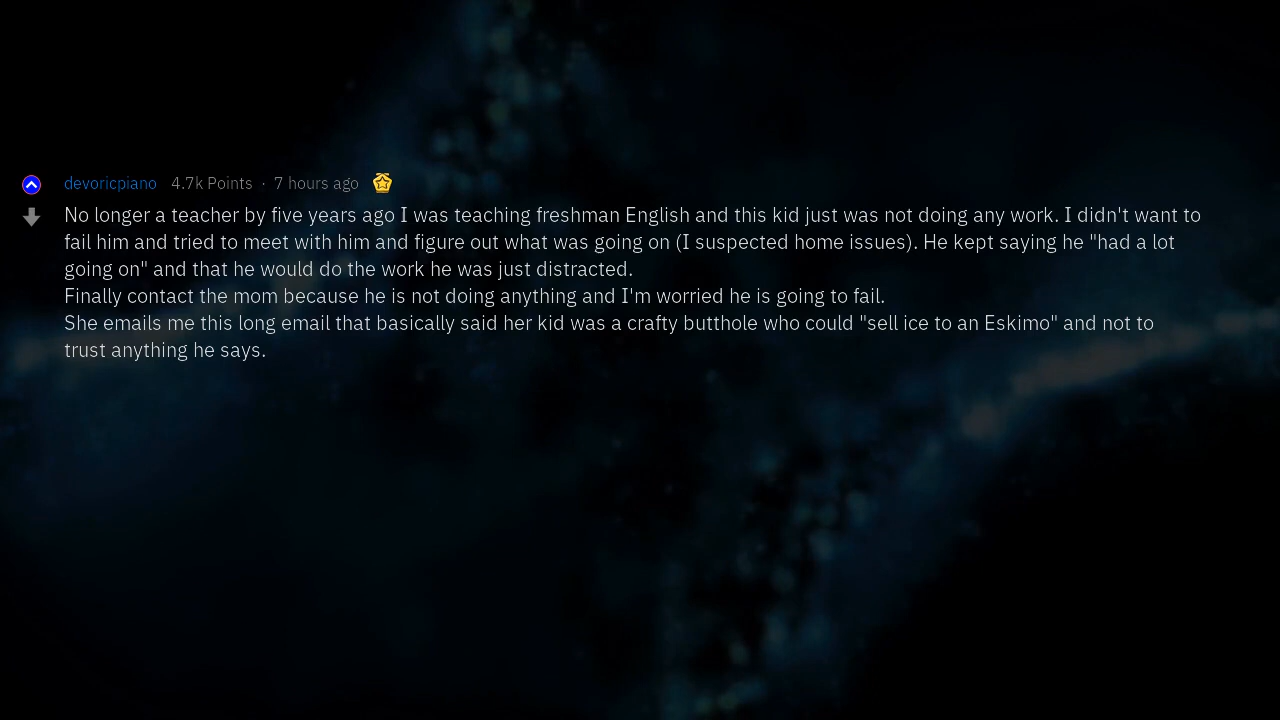 devoricpiano 4.7k Points · 7 hours ago
No longer a teacher by five years ago I was teaching freshman English and this kid just was not doing any work. I didn't want to
fail him and tried to meet with him and figure out what was going on (I suspected home issues). He kept saying he "had a lot
going on" and that he would do the work he was just distracted.
Finally contact the mom because he is not doing anything and I'm worried he is going to fail.
She emails me this long email that basically said her kid was a crafty butthole who could "sell ice to an Eskimo" and not to
trust anything he says.